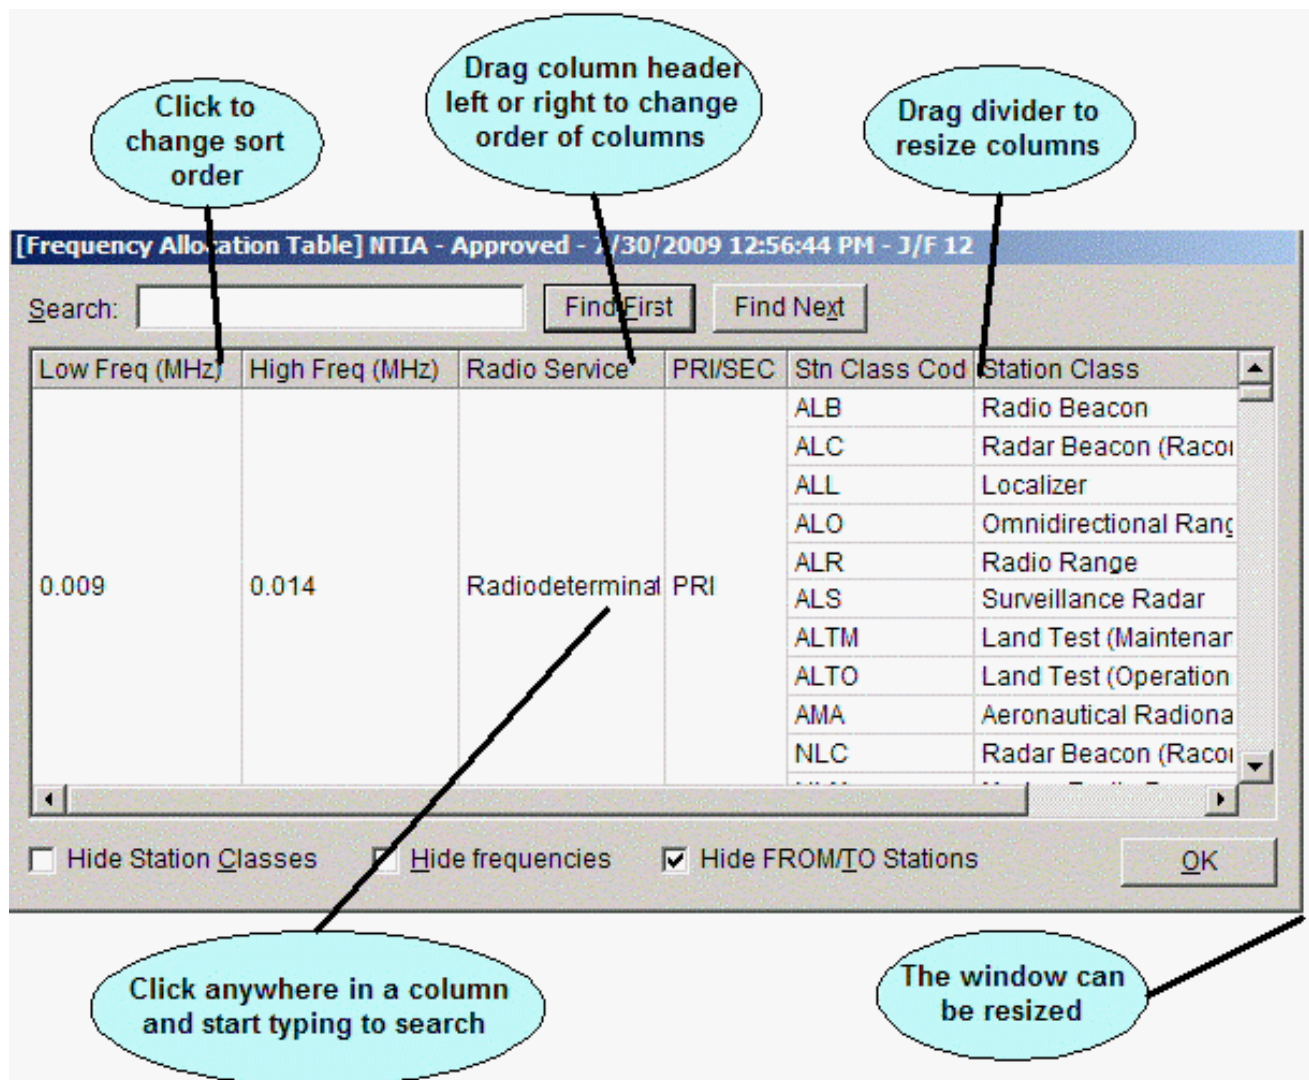 Click to
change sort
order
Drag column header
left or right to change
order of columns
Drag divider to
resize columns
[Frequency Allocation Table] NTIA - Approved - 7/30/2009 12:56:44 PM - J/F 12
Search: Find First Find Next
Low Freq (MHz) High Freq (MHz) Radio Service PRI/SEC Stn Class Cod Station Class
ALB Radio Beacon
ALC Radar Beacon (Racon
ALL Localizer
ALO Omnidirectional Rang
ALR Radio Range
0.009 0.014 Radiodeterminat PRI
ALS Surveillance Radar
ALTM Land Test (Maintenan
ALTO Land Test (Operation
AMA Aeronautical Radiona
NLC Radar Beacon (Racon
Hide Station Classes Hide frequencies Hide FROM/TO Stations OK
Click anywhere in a column
and start typing to search
The window can
be resized